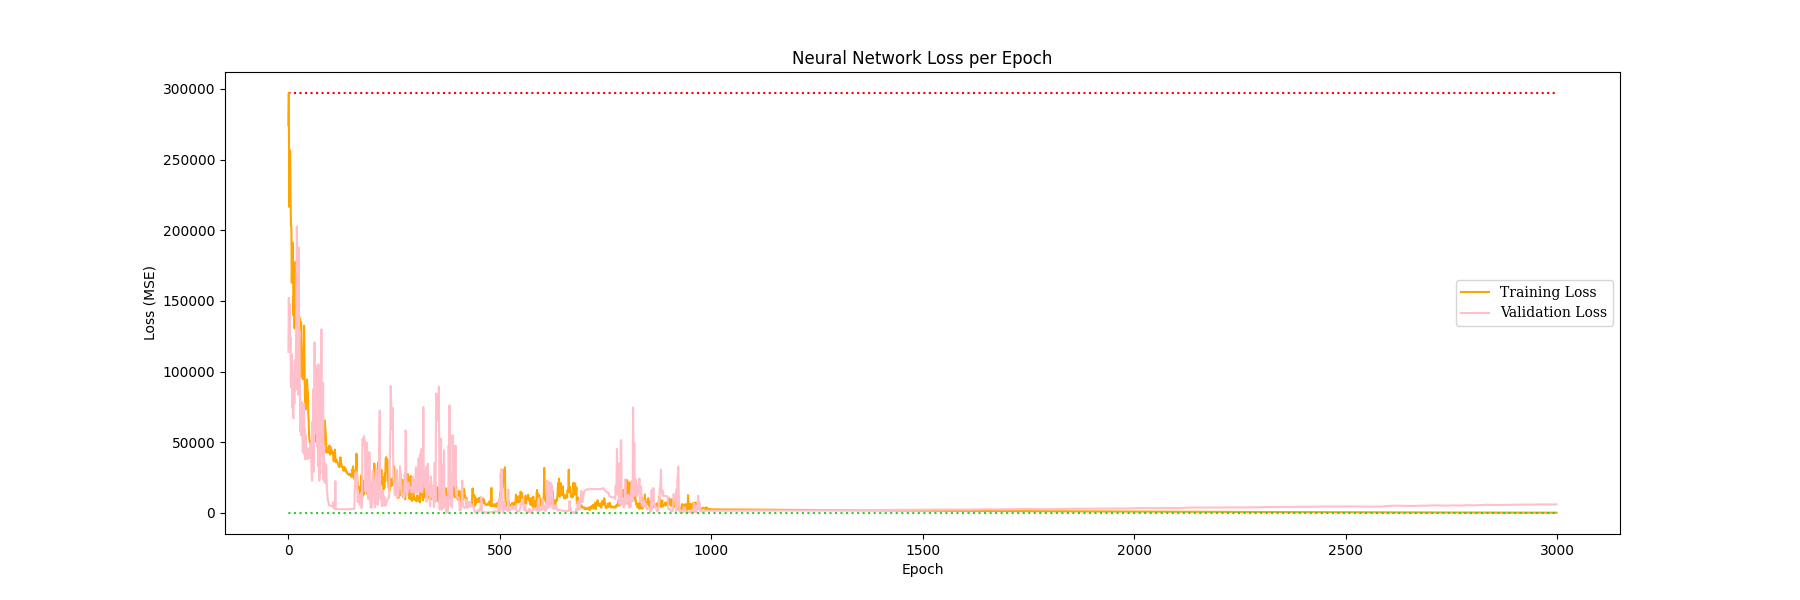 Neural Network Loss per Epoch
300000
250000
200000
150000
100000
50000
0
Loss (MSE)
Training Loss
Validation Loss
0
500
1000
1500
2000
2500
3000
Epoch